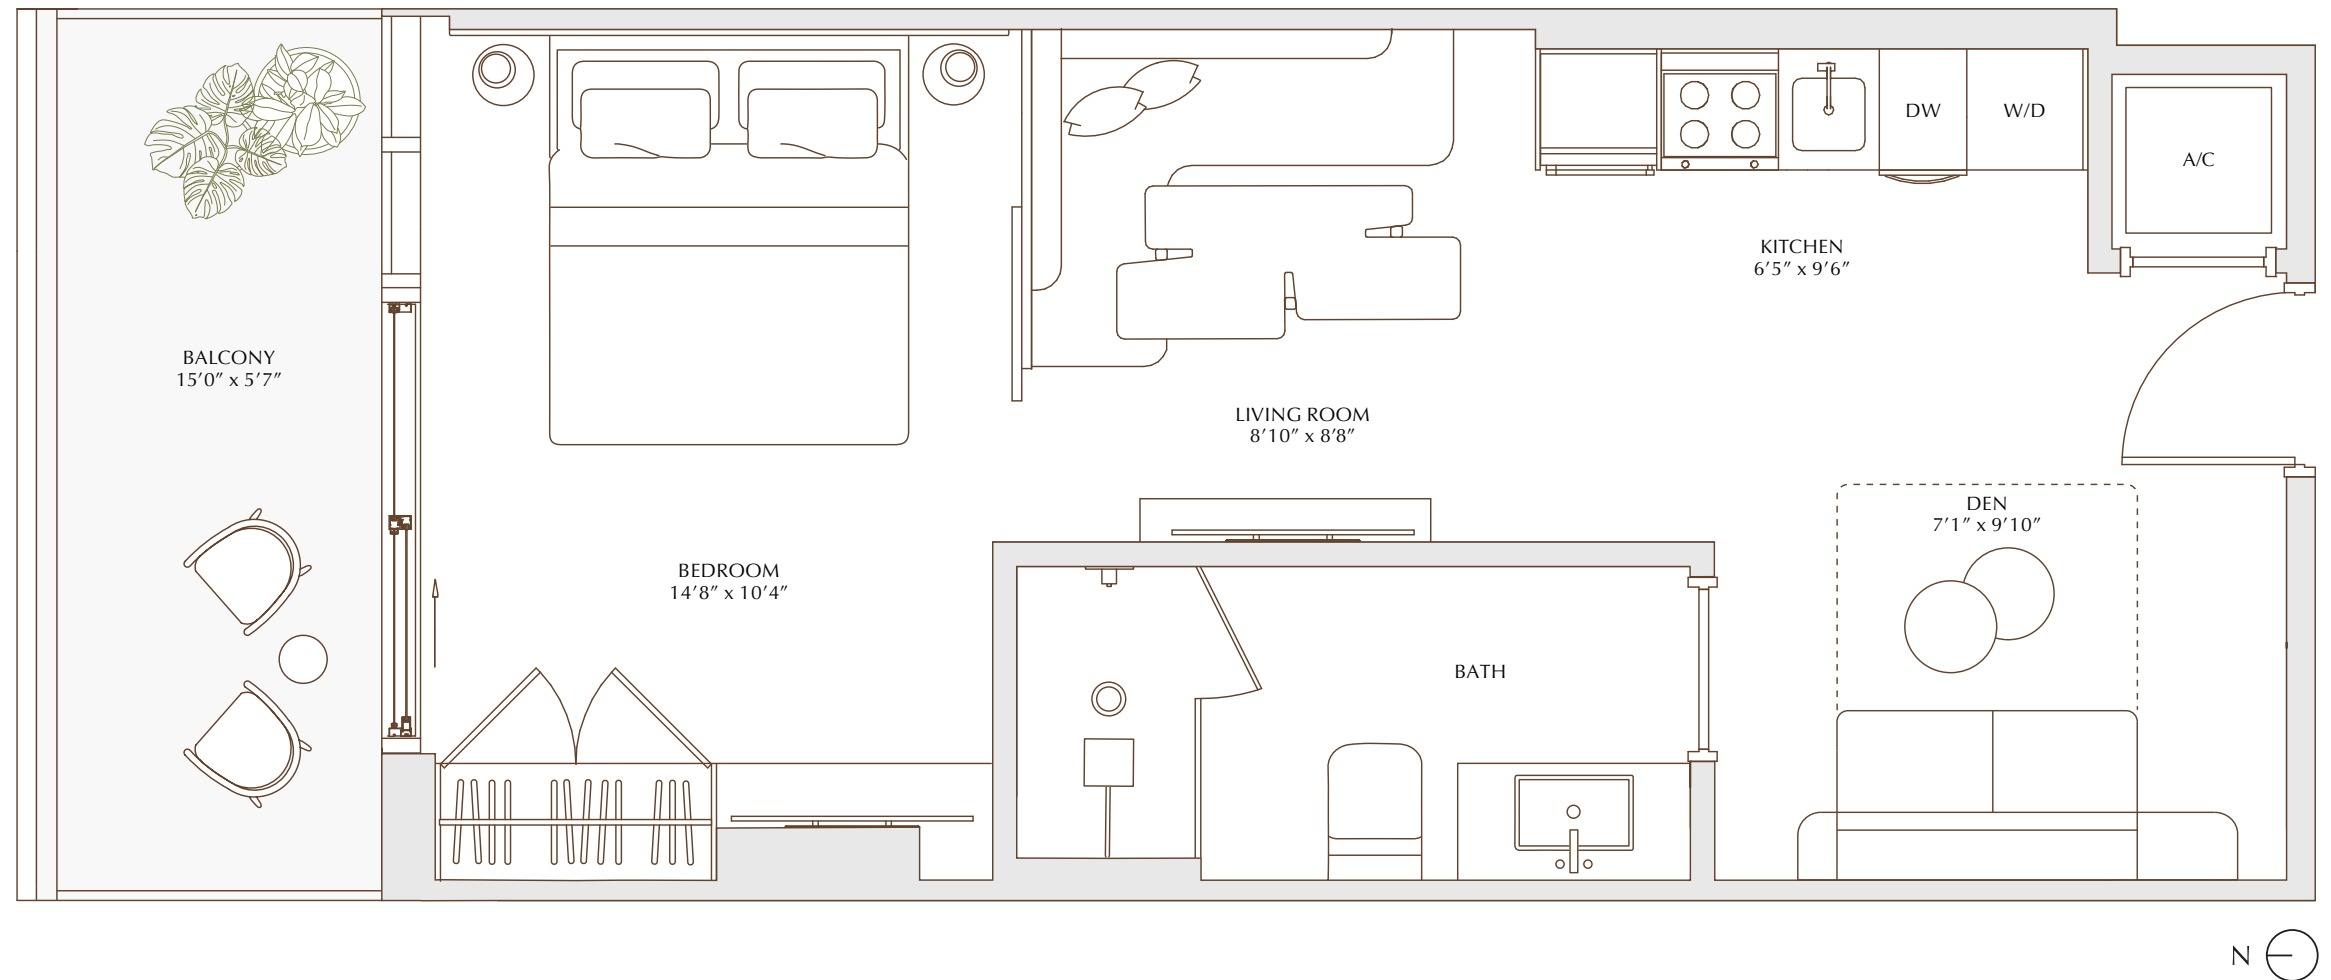 DW
W/D
A/C
KITCHEN
6’5” x 9’6”
BALCONY
15’0” x 5’7”
LIVING ROOM
8’10” x 8’8”
DEN
7’1” x 9’10”
BEDROOM
14’8” x 10’4”
BATH
N